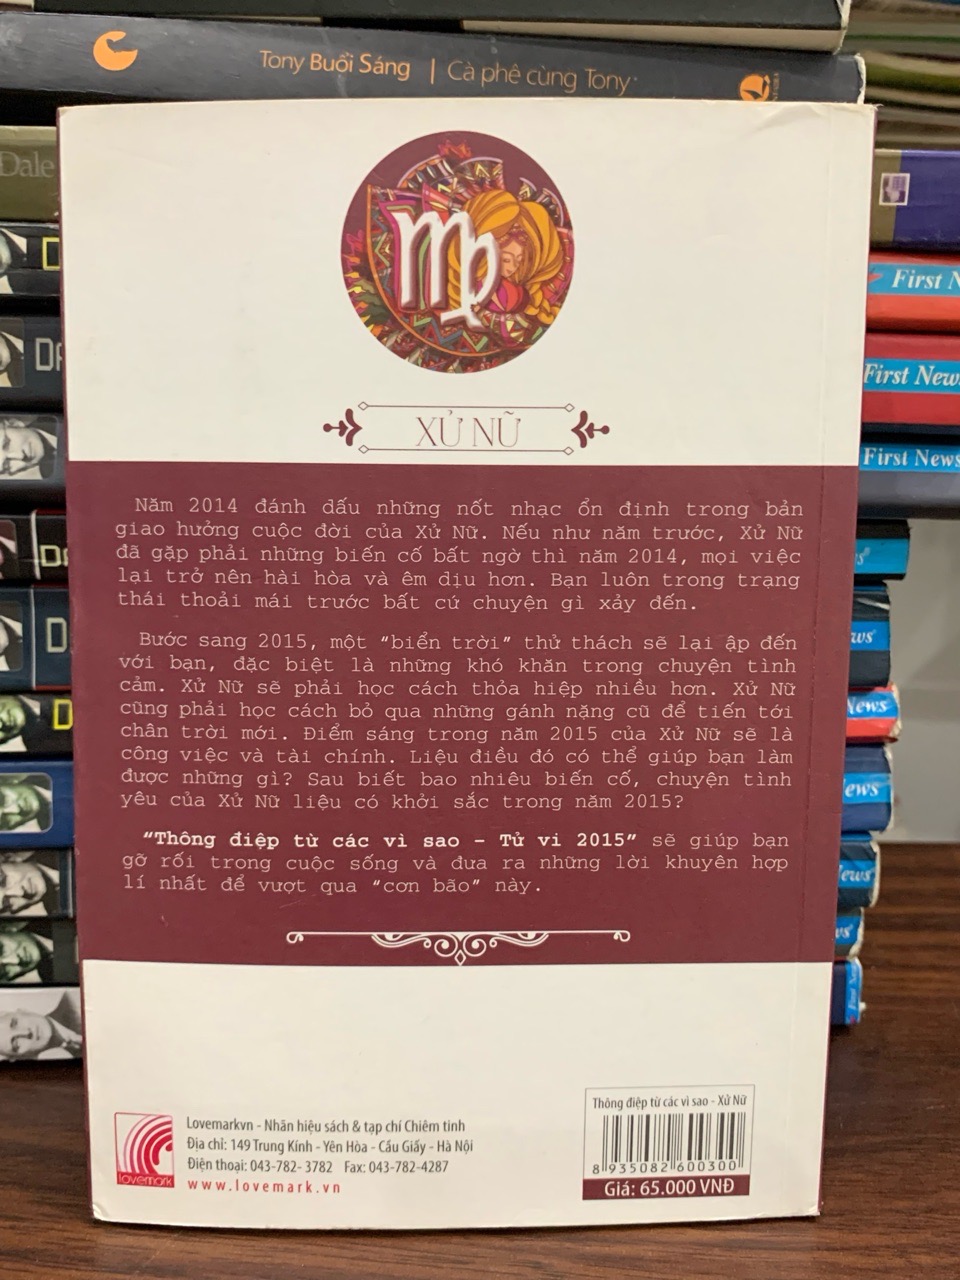 Tony Buổi Sáng | Cà phê cùng Tony
Dale
First N
First New
First News
ws
News
ews
News
XỬ NỮ
Năm 2014 đánh dấu những nốt nhạc ổn định trong bản
giao hưởng cuộc đời của Xử Nữ. Nếu như năm trước, Xử Nữ
đã gặp phải những biến cố bất ngờ thì năm 2014, mọi việc
lại trở nên hài hòa và êm dịu hơn. Bạn luôn trong trạng
thái thoải mái trước bất cứ chuyện gì xảy đến.
Bước sang 2015, một "biển trời" thử thách sẽ lại ập đến
với bạn, đặc biệt là những khó khăn trong chuyện tình
cảm. Xử Nữ sẽ phải học cách thỏa hiệp nhiều hơn. Xử Nữ
cũng phải học cách bỏ qua những gánh nặng cũ để tiến tới
chân trời mới. Điểm sáng trong năm 2015 của Xử Nữ sẽ là
công việc và tài chính. Liệu điều đó có thể giúp bạn làm
được những gì? Sau biết bao nhiêu biến cố, chuyện tình
yêu của Xử Nữ liệu có khởi sắc trong năm 2015?
"Thông điệp từ các vì sao - Tử vi 2015" sẽ giúp bạn
gỡ rối trong cuộc sống và đưa ra những lời khuyên hợp
lí nhất để vượt qua "cơn bão" này.
lovemark
Lovemarkvn - Nhãn hiệu sách & tạp chí Chiêm tinh
Địa chỉ: 149 Trung Kính - Yên Hòa - Cầu Giấy - Hà Nội
Điện thoại: 043-782- 3782 Fax: 043-782-4287
www.lovemark.vn
Thông điệp từ các vì sao - Xử Nữ
8 935082 600300
Giá: 65.000 VNĐ